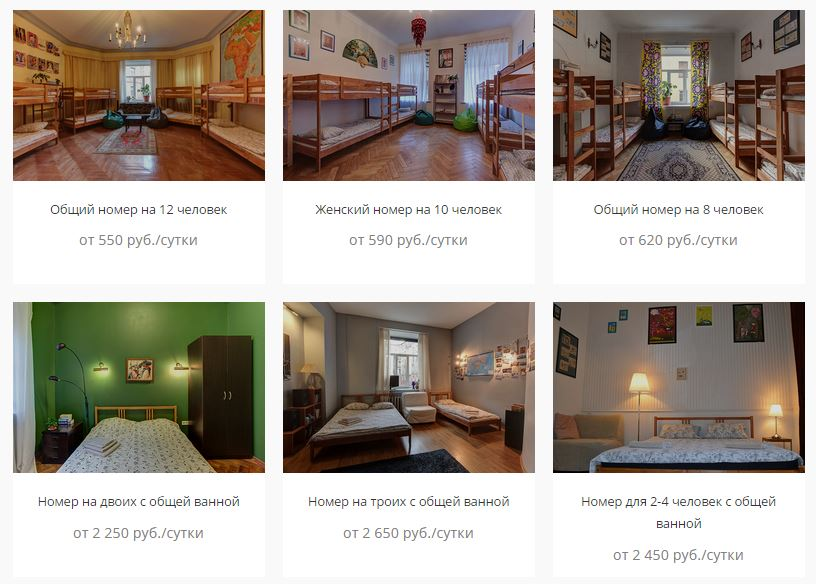 Общий номер на 12 человек
от 550 руб./сутки
Женский номер на 10 человек
от 590 руб./сутки
Общий номер на 8 человек
от 620 руб./сутки
Номер на двоих с общей ванной
от 2 250 руб./сутки
Номер на троих с общей ванной
от 2 650 руб./сутки
Номер для 2-4 человек с общей
ванной
от 2 450 руб./сутки